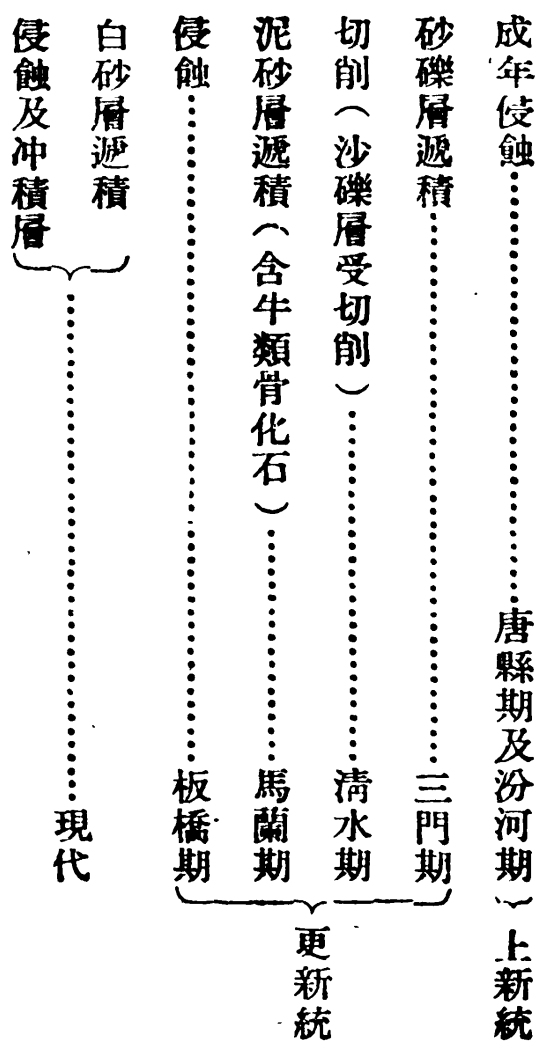 成年侵蝕……唐縣期及汾河期︸上新統
砂礫層遞積……三門期
切削（沙礫層受切削）……清水期
泥砂層遞積（含牛類骨化石）……馬蘭期
侵蝕……板橋期
更新統
白砂層遞積
侵蝕及冲積層
……現代